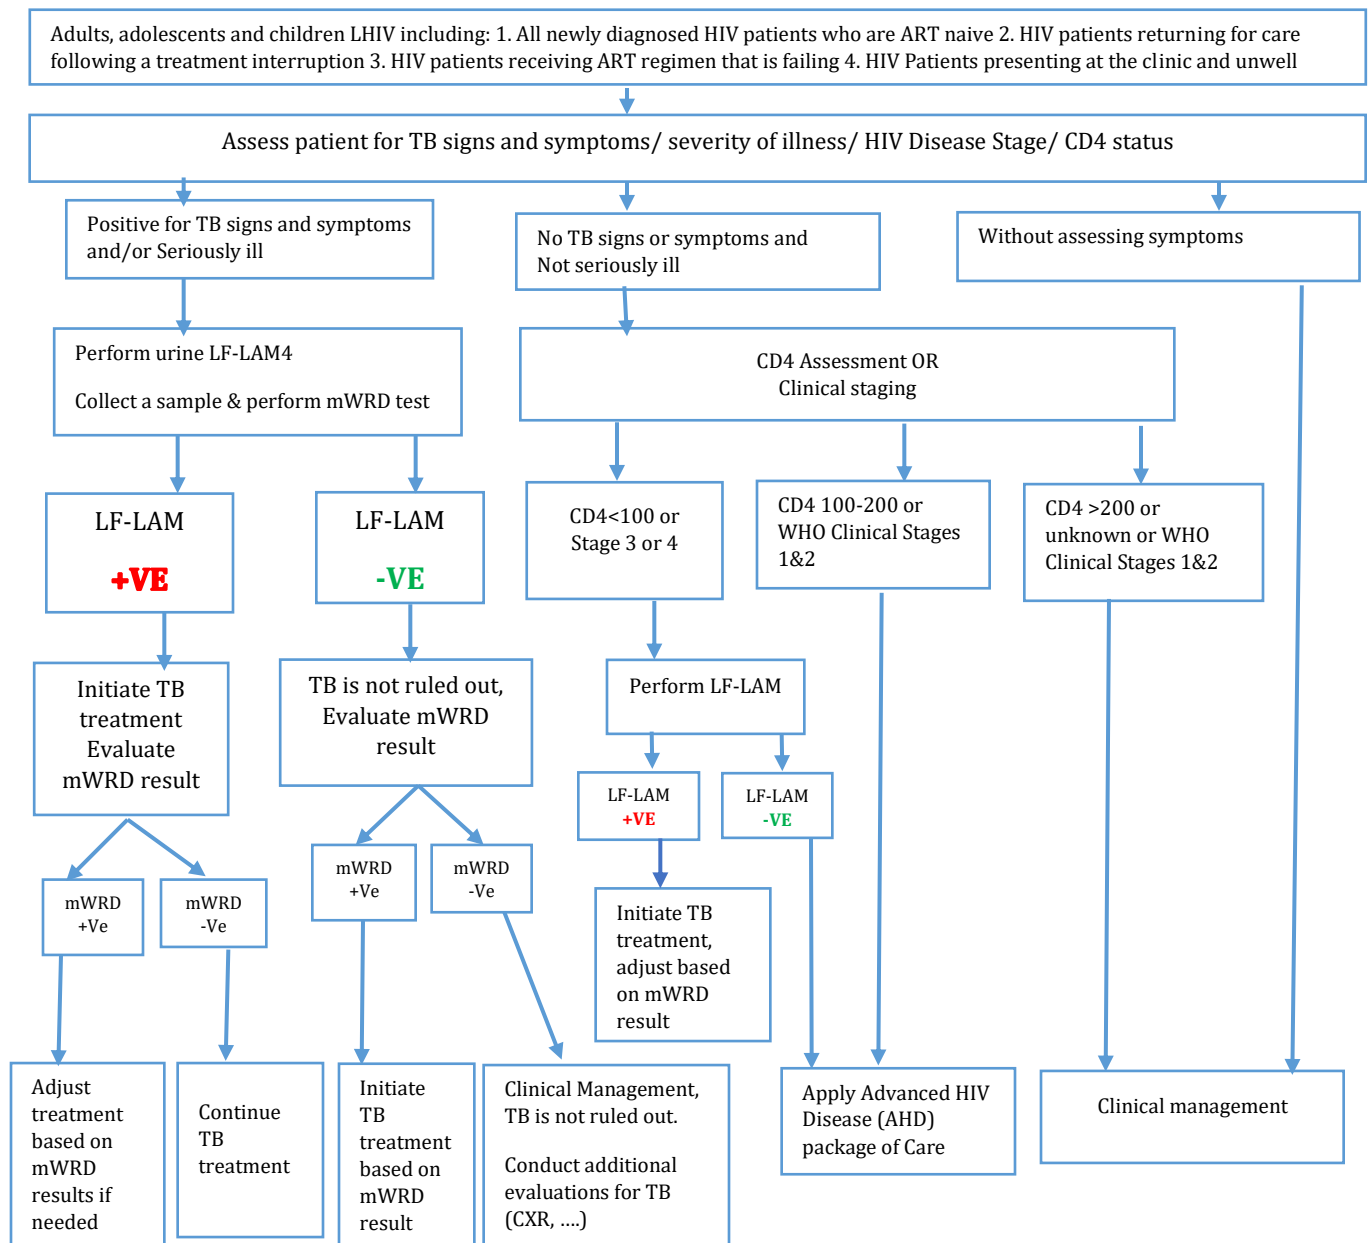 Adults, adolescents and children LHIV including: 1. All newly diagnosed HIV patients who are ART naive 2. HIV patients returning for care
following a treatment interruption 3. HIV patients receiving ART regimen that is failing 4. HIV Patients presenting at the clinic and unwell
Assess patient for TB signs and symptoms/ severity of illness/ HIV Disease Stage/ CD4 status
Positive for TB signs and symptoms
and/or Seriously ill
No TB signs or symptoms and
Not seriously ill
Without assessing symptoms
Perform urine LF-LAM4
Collect a sample & perform mWRD test
CD4 Assessment OR
Clinical staging
LF-LAM
+VE
LF-LAM
-VE
CD4<100 or
Stage 3 or 4
CD4 100-200 or
WHO Clinical Stages
1&2
CD4 >200 or
unknown or WHO
Clinical Stages 1&2
Initiate TB
treatment
Evaluate
mWRD result
TB is not ruled out,
Evaluate mWRD
result
Perform LF-LAM
LF-LAM
+VE
LF-LAM
-VE
mWRD
+Ve
mWRD
-Ve
mWRD
+Ve
mWRD
-Ve
Initiate TB
treatment,
adjust based
on mWRD
result
Adjust
treatment
based on
mWRD
results if
needed
Continue
TB
treatment
Initiate
TB
treatment
based on
mWRD
result
Clinical Management,
TB is not ruled out.
Conduct additional
evaluations for TB
(CXR, ....)
Apply Advanced HIV
Disease (AHD)
package of Care
Clinical management